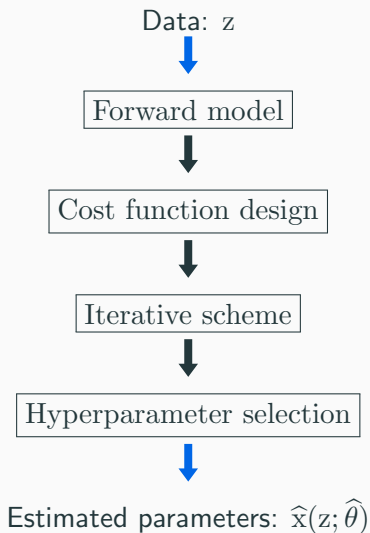 Data: z
Forward model
Cost function design
Iterative scheme
Hyperparameter selection
Estimated parameters: x̂(z; θ̂)